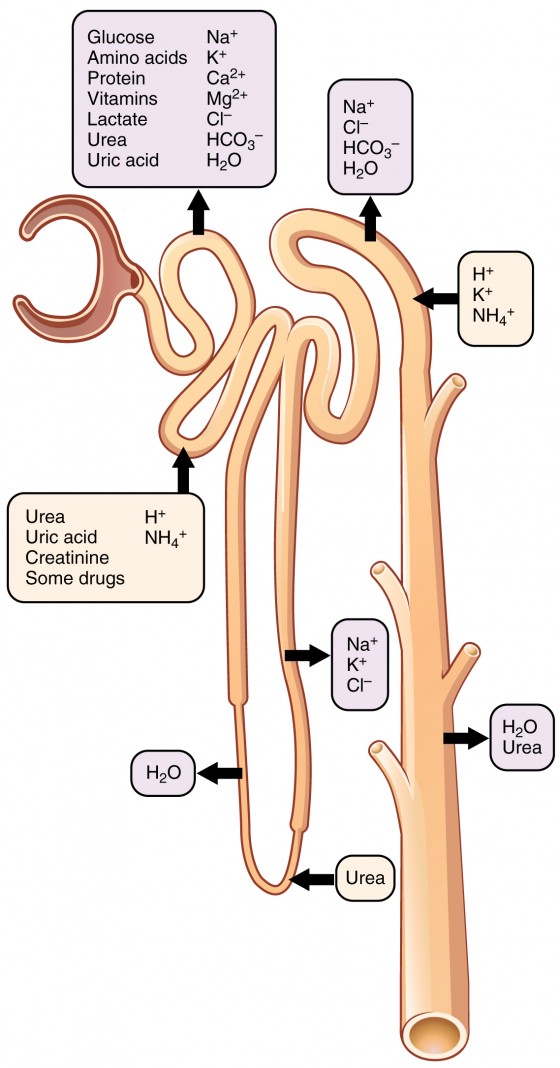 Glucose Na⁺
Amino acids K⁺
Protein Ca²⁺
Vitamins Mg²⁺
Lactate Cl⁻
Urea HCO₃⁻
Uric acid H₂O
Na⁺
Cl⁻
HCO₃⁻
H₂O
H⁺
K⁺
NH₄⁺
Urea H⁺
Uric acid NH₄⁺
Creatinine
Some drugs
Na⁺
K⁺
Cl⁻
H₂O
Urea
H₂O
Urea